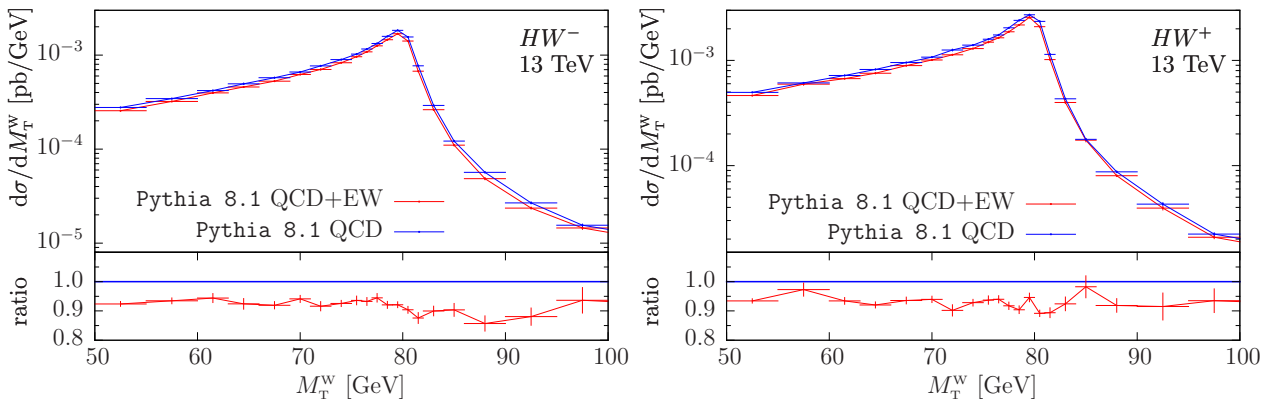 dσ/dM_T^W [pb/GeV]
10⁻³
10⁻⁴
10⁻⁵
HW⁻
13 TeV
Pythia 8.1 QCD+EW
Pythia 8.1 QCD
ratio
1.0
0.9
0.8
50 60 70 80 90 100
M_T^W [GeV]
dσ/dM_T^W [pb/GeV]
10⁻³
10⁻⁴
HW⁺
13 TeV
Pythia 8.1 QCD+EW
Pythia 8.1 QCD
ratio
1.0
0.9
0.8
50 60 70 80 90 100
M_T^W [GeV]